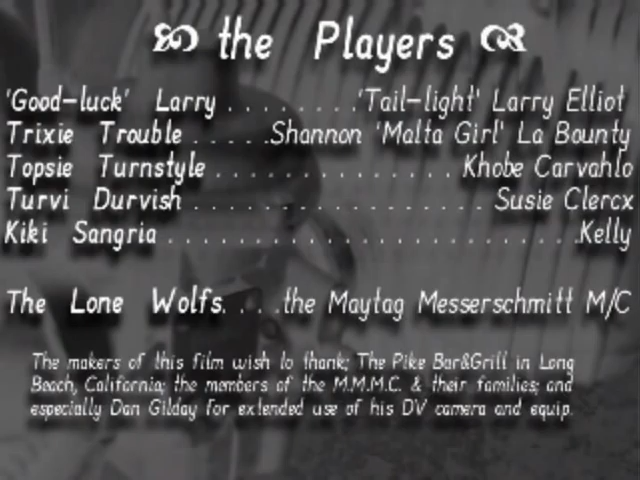 the Players
'Good-luck' Larry . . . . . . . .'Tail-light' Larry Elliot
Trixie Trouble . . . . .Shannon 'Malta Girl' La Bounty
Topsie Turnstyle . . . . . . . . . . . . . . Khobe Carvahlo
Turvi Durvish . . . . . . . . . . . . . . . . . . Susie Clercx
Kiki Sangria . . . . . . . . . . . . . . . . . . . . . . . .Kelly
The Lone Wolfs. . . .the Maytag Messerschmitt M/C
The makers of this film wish to thank; The Pike Bar&Grill in Long
Beach, California; the members of the M.M.M.C. & their families; and
especially Dan Gilday for extended use of his DV camera and equip.